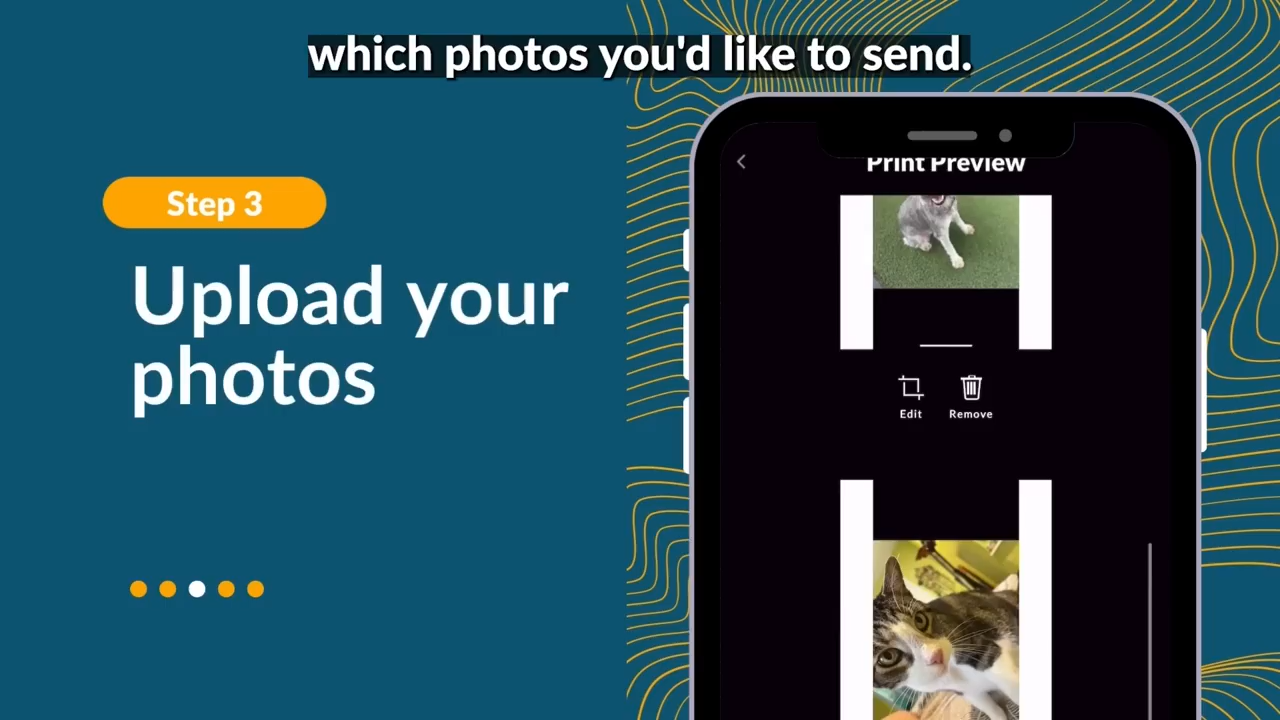 which photos you'd like to send.
Step 3
Upload your
photos
Print Preview
Edit
Remove